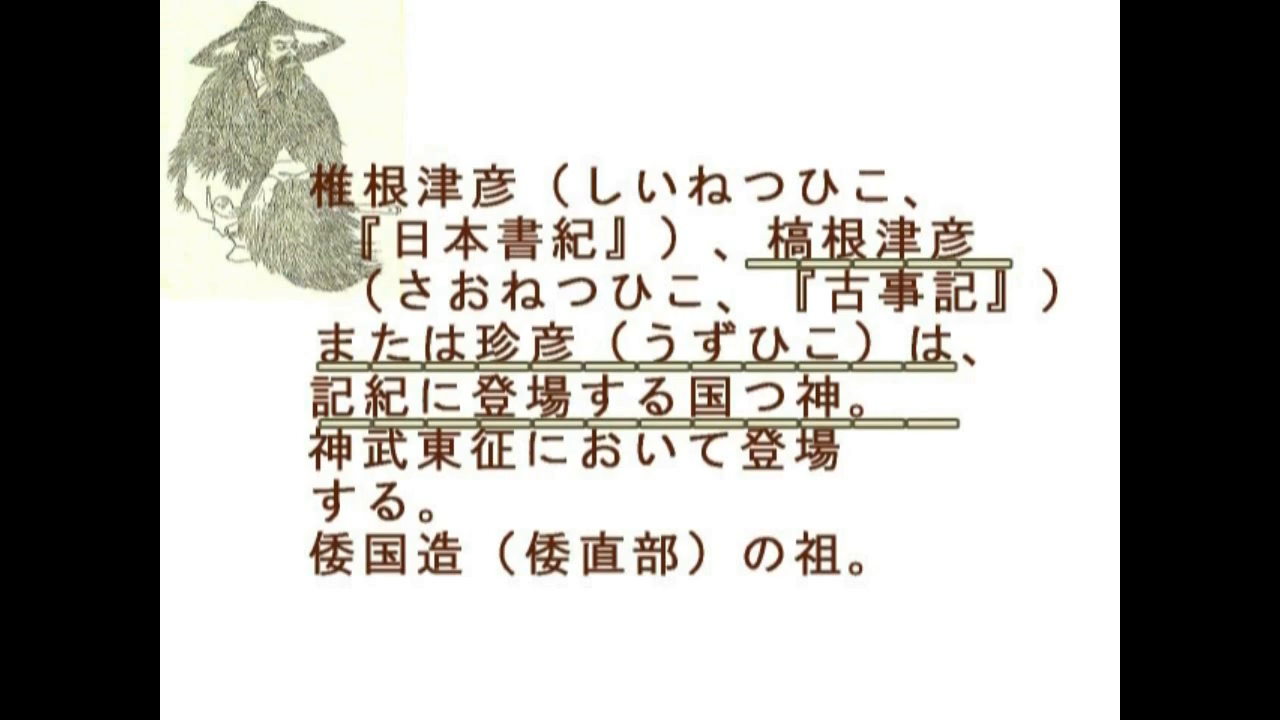 椎根津彦（しいねつひこ、
『日本書紀』）、槁根津彦
（さおねつひこ、『古事記』）
または珍彦（うずひこ）は、
記紀に登場する国つ神。
神武東征において登場
する。
倭国造（倭直部）の祖。